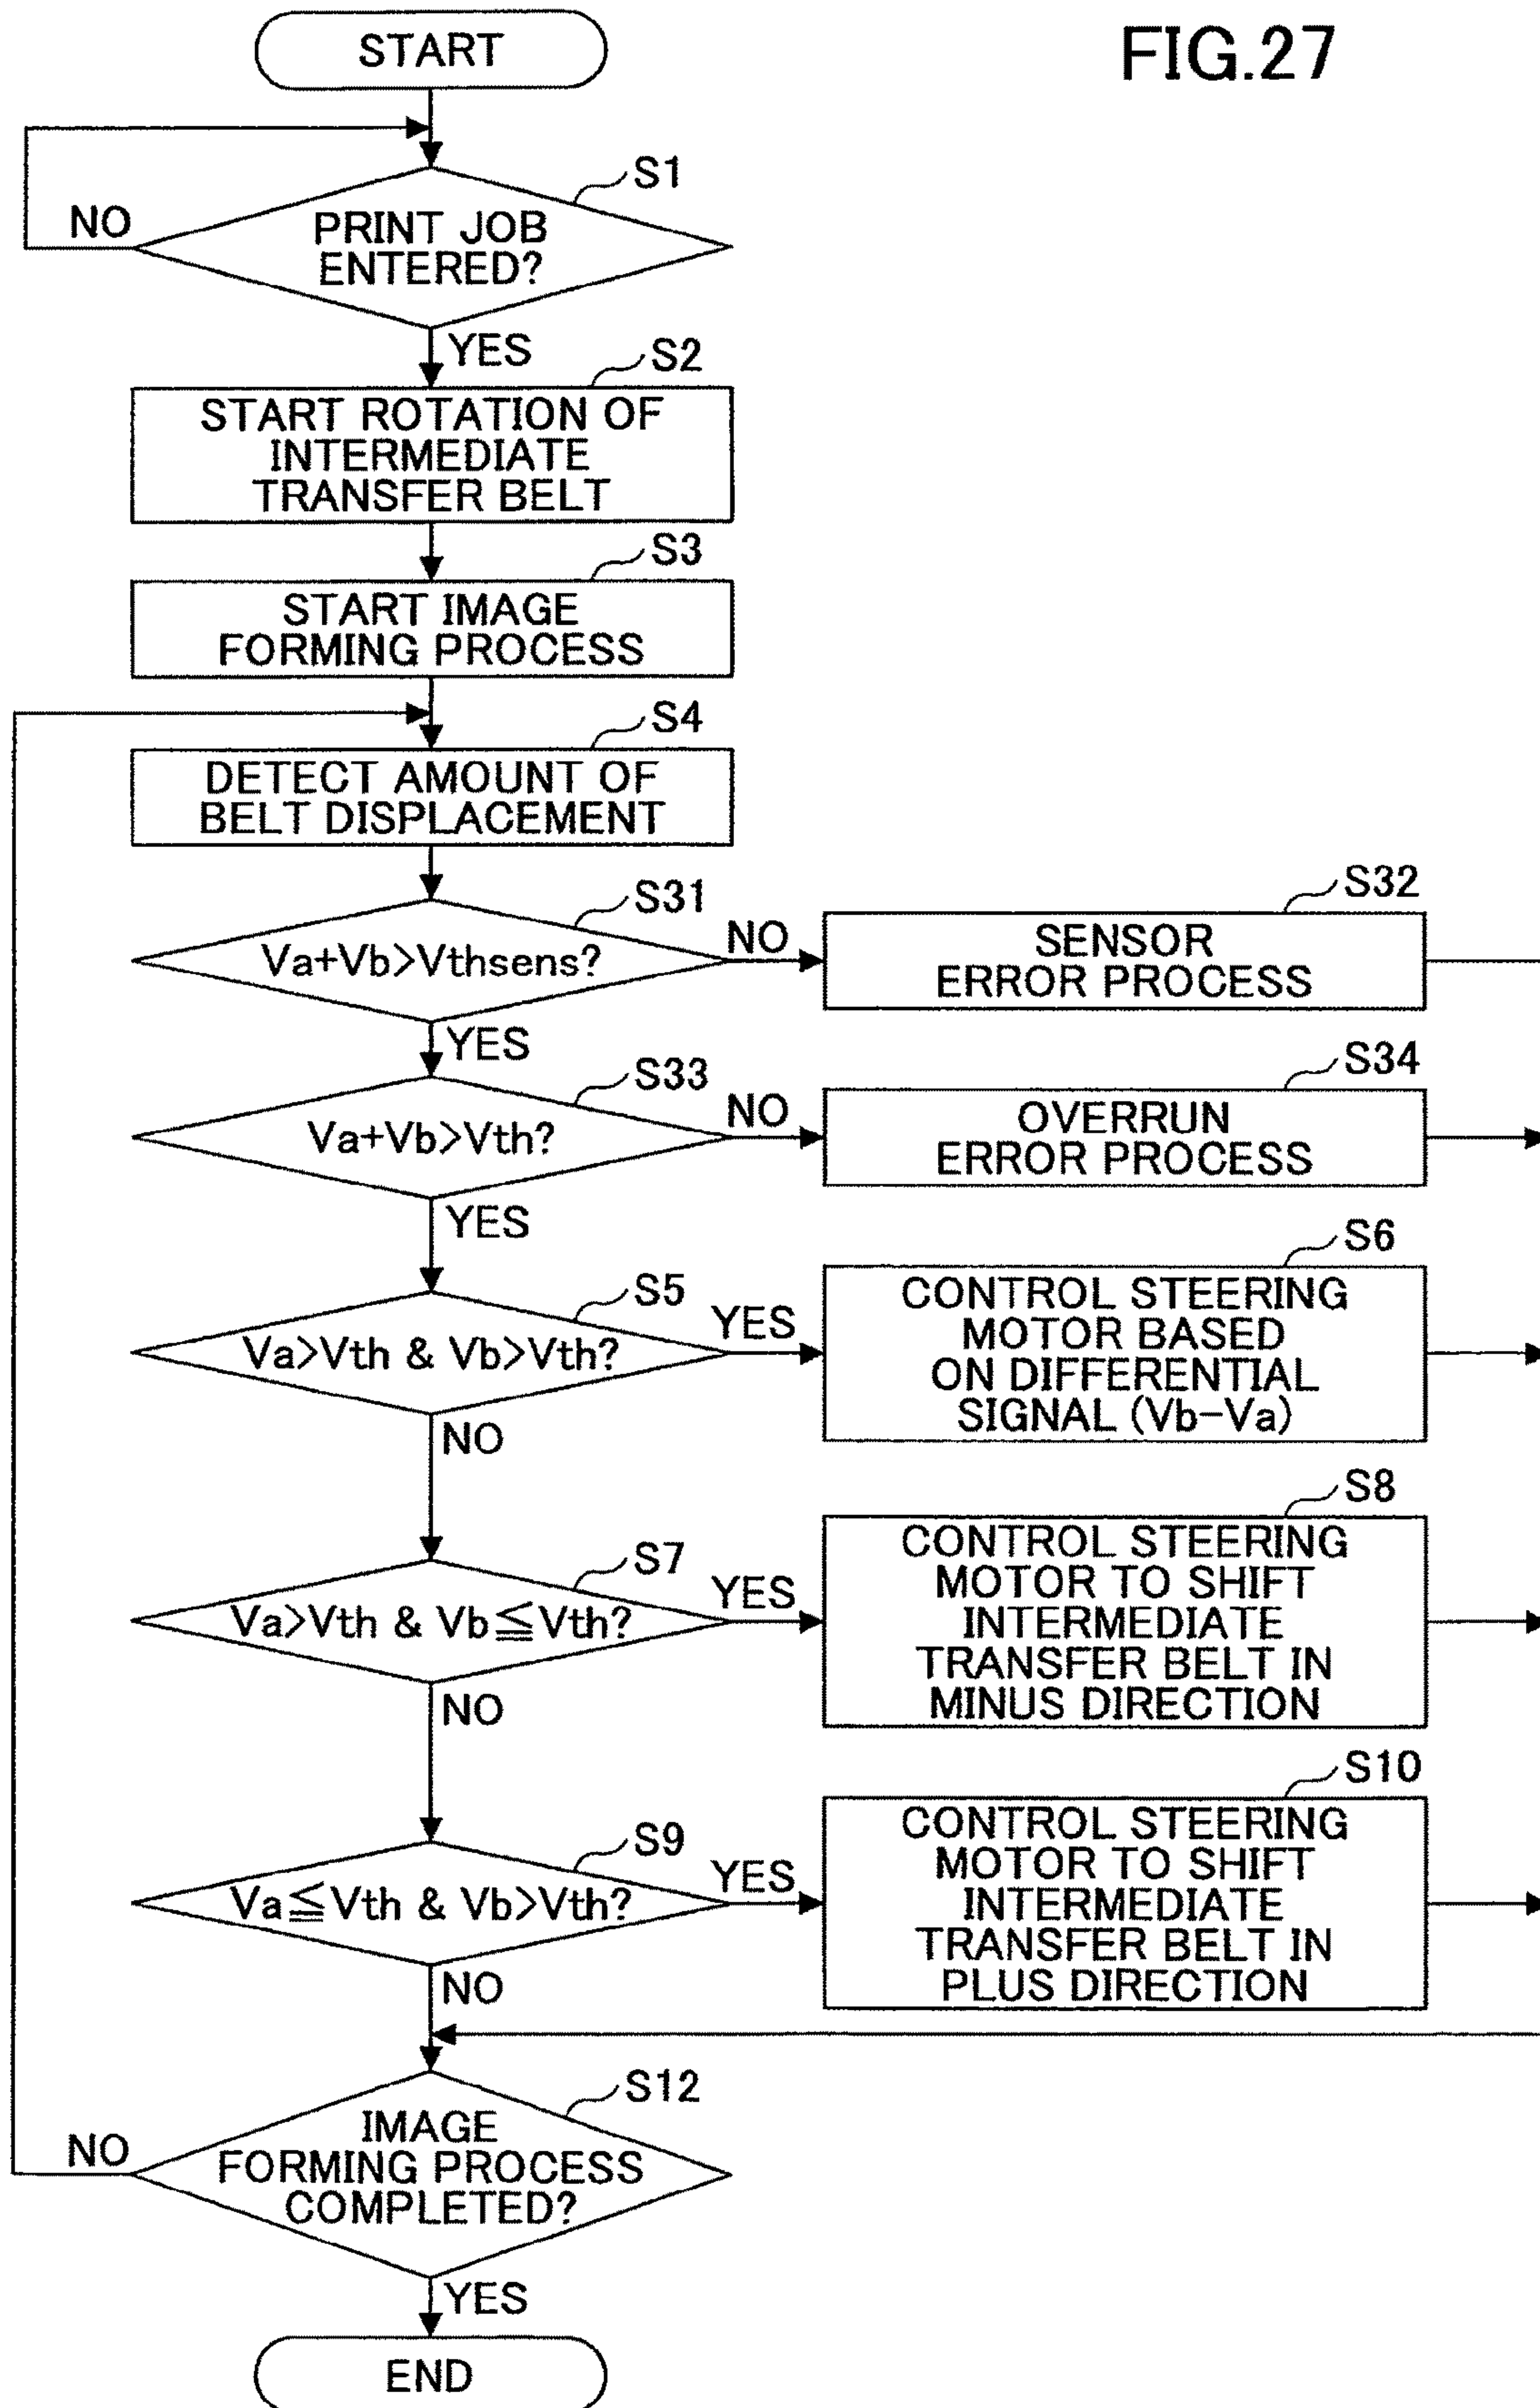 FIG.27
START
S1
PRINT JOB
ENTERED?
NO
YES
S2
START ROTATION OF
INTERMEDIATE
TRANSFER BELT
S3
START IMAGE
FORMING PROCESS
S4
DETECT AMOUNT OF
BELT DISPLACEMENT
S31
Va+Vb>Vthsens?
NO
YES
S32
SENSOR
ERROR PROCESS
S33
Va+Vb>Vth?
NO
YES
S34
OVERRUN
ERROR PROCESS
S5
Va>Vth & Vb>Vth?
YES
NO
S6
CONTROL STEERING
MOTOR BASED
ON DIFFERENTIAL
SIGNAL (Vb-Va)
S7
Va>Vth & Vb≦Vth?
YES
NO
S8
CONTROL STEERING
MOTOR TO SHIFT
INTERMEDIATE
TRANSFER BELT IN
MINUS DIRECTION
S9
Va≦Vth & Vb>Vth?
YES
NO
S10
CONTROL STEERING
MOTOR TO SHIFT
INTERMEDIATE
TRANSFER BELT IN
PLUS DIRECTION
S12
IMAGE
FORMING PROCESS
COMPLETED?
NO
YES
END